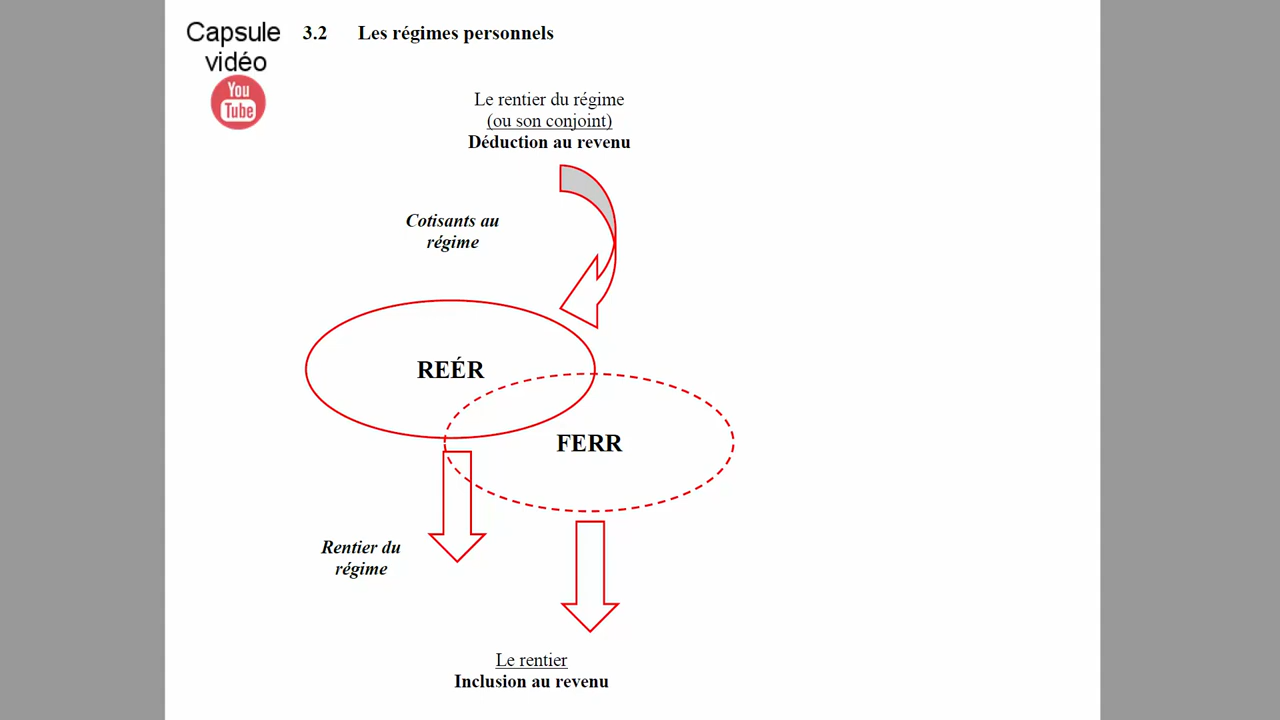 Capsule
vidéo
You
Tube
3.2 Les régimes personnels
Le rentier du régime
(ou son conjoint)
Déduction au revenu
Cotisants au
régime
REÉR
FERR
Rentier du
régime
Le rentier
Inclusion au revenu